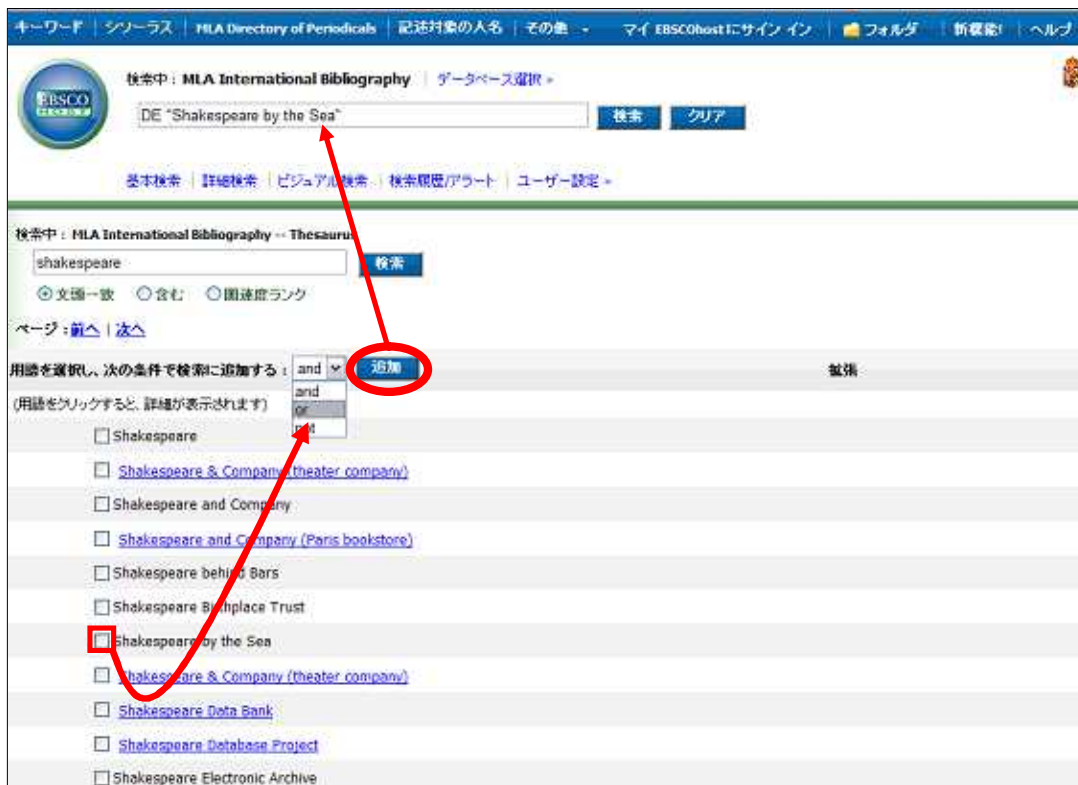 キーワード | シソーラス | MLA Directory of Periodicals | 記述対象の人名 | その他 マイ EBSCOhostにサイン イン | フォルダ 新機能! | ヘルプ
検索中 : MLA International Bibliography | データベース選択 »
EBSCO
HOST
DE "Shakespeare by the Sea" 検索 クリア
基本検索 | 詳細検索 | ビジュアル検索 | 検索履歴/アラート | ユーザー設定 »
検索中 : MLA International Bibliography -- Thesaurus
shakespeare 検索
文頭一致 含む 関連度ランク
ページ : 前へ | 次へ
用語を選択し、次の条件で検索に追加する : and 追加 拡張
and
(用語をクリックすると、詳細が表示されます) or
not
Shakespeare
Shakespeare & Company (theater company)
Shakespeare and Company
Shakespeare and Company (Paris bookstore)
Shakespeare behind Bars
Shakespeare Birthplace Trust
Shakespeare by the Sea
Shakespeare & Company (theater company)
Shakespeare Data Bank
Shakespeare Database Project
Shakespeare Electronic Archive